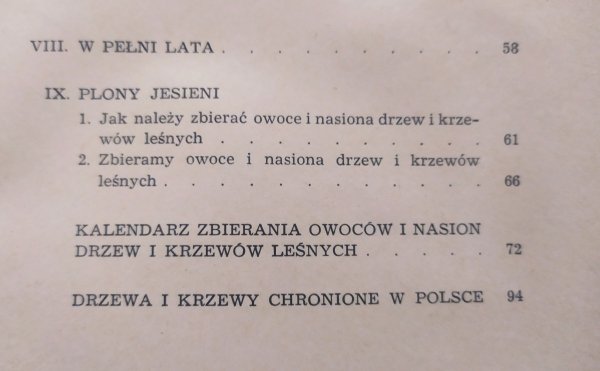 VIII. W PEŁNI LATA . . . . . . . . . 58
IX. PLONY JESIENI
1. Jak należy zbierać owoce i nasiona drzew i krze-
wów leśnych . . . . . . . . . 61
2. Zbieramy owoce i nasiona drzew i krzewów
leśnych . . . . . . . . . . . 66
KALENDARZ ZBIERANIA OWOCÓW I NASION
DRZEW I KRZEWÓW LEŚNYCH . . . . . 72
DRZEWA I KRZEWY CHRONIONE W POLSCE 94